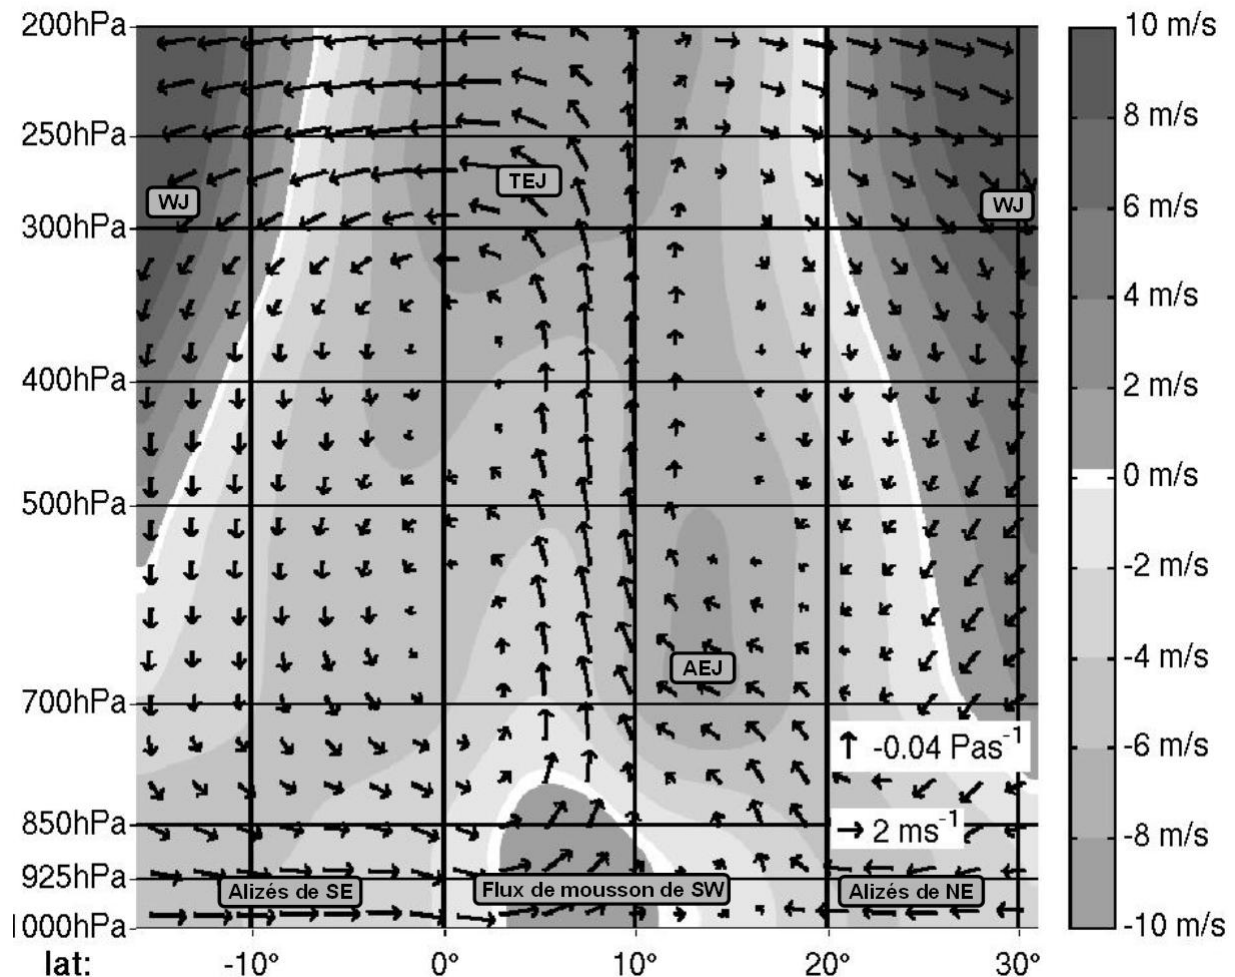 200hPa
250hPa
300hPa
400hPa
500hPa
700hPa
850hPa
925hPa
1000hPa
TEJ
WJ
WJ
AEJ
-0.04 Pas-1
2 ms-1
Alizés de SE
Flux de mousson de SW
Alizés de NE
lat:
-10°
0°
10°
20°
30°
10 m/s
8 m/s
6 m/s
4 m/s
2 m/s
0 m/s
-2 m/s
-4 m/s
-6 m/s
-8 m/s
-10 m/s